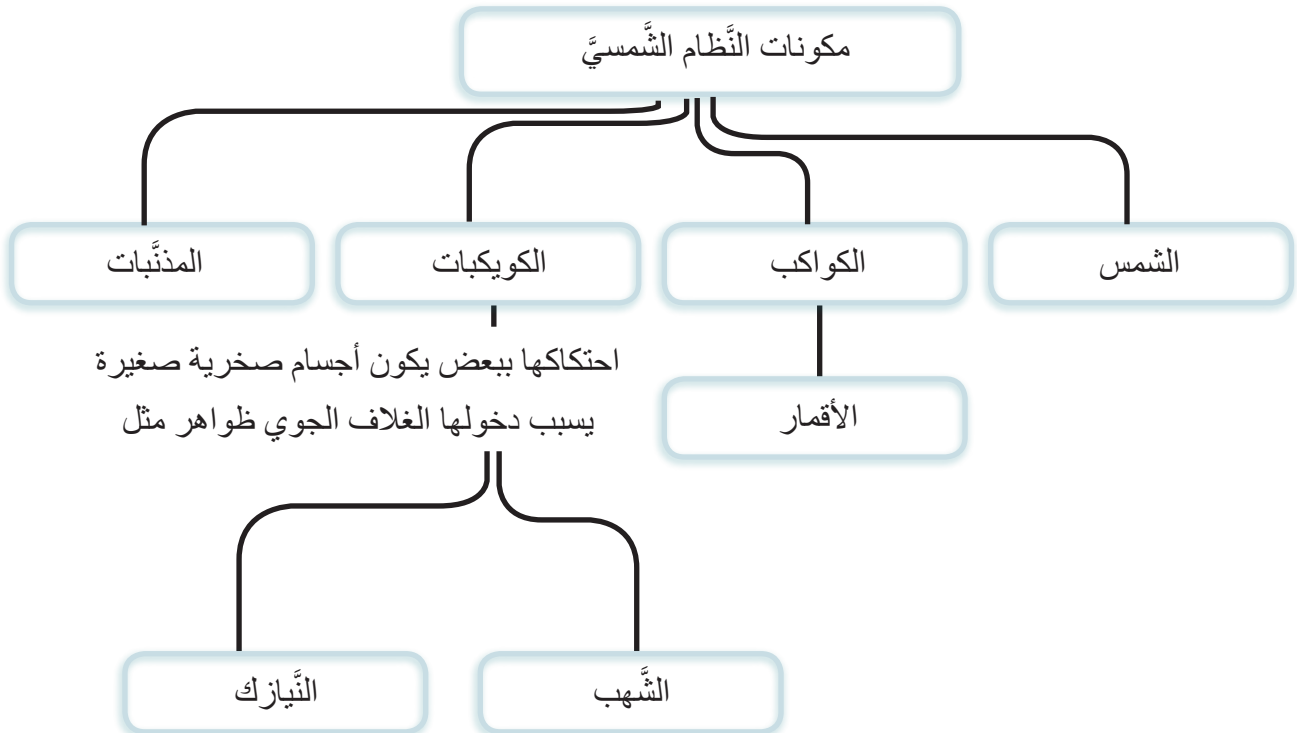 مكونات النَّظام الشَّمسيَّ
الشمس
الكواكب
الكويكبات
المذنَّبات
الأقمار
احتكاكها ببعض يكون أجسام صخرية صغيرة
يسبب دخولها الغلاف الجوي ظواهر مثل
الشَّهب
النَّيازك